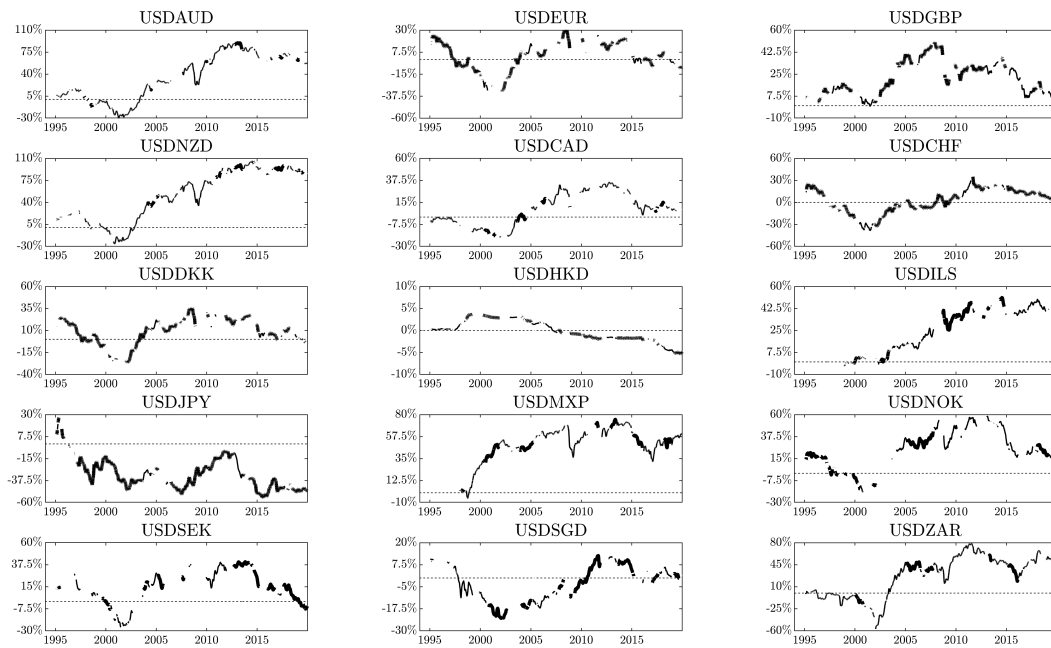 USDAUD
110%
75%
40%
5%
-30%
1995 2000 2005 2010 2015
USDEUR
30%
7.5%
-15%
-37.5%
-60%
1995 2000 2005 2010 2015
USDGBP
60%
42.5%
25%
7.5%
-10%
1995 2000 2005 2010 2015
USDNZD
110%
75%
40%
5%
-30%
1995 2000 2005 2010 2015
USDCAD
60%
37.5%
15%
-7.5%
-30%
1995 2000 2005 2010 2015
USDCHF
60%
30%
0%
-30%
-60%
1995 2000 2005 2010 2015
USDDKK
60%
35%
10%
-15%
-40%
1995 2000 2005 2010 2015
USDHKD
10%
5%
0%
-5%
-10%
1995 2000 2005 2010 2015
USDILS
60%
42.5%
25%
7.5%
-10%
1995 2000 2005 2010 2015
USDJPY
30%
7.5%
-15%
-37.5%
-60%
1995 2000 2005 2010 2015
USDMXP
80%
57.5%
35%
12.5%
-10%
1995 2000 2005 2010 2015
USDNOK
60%
37.5%
15%
-7.5%
-30%
1995 2000 2005 2010 2015
USDSEK
60%
37.5%
15%
-7.5%
-30%
1995 2000 2005 2010 2015
USDSGD
20%
7.5%
-5%
-17.5%
-30%
1995 2000 2005 2010 2015
USDZAR
80%
45%
10%
-25%
-60%
1995 2000 2005 2010 2015